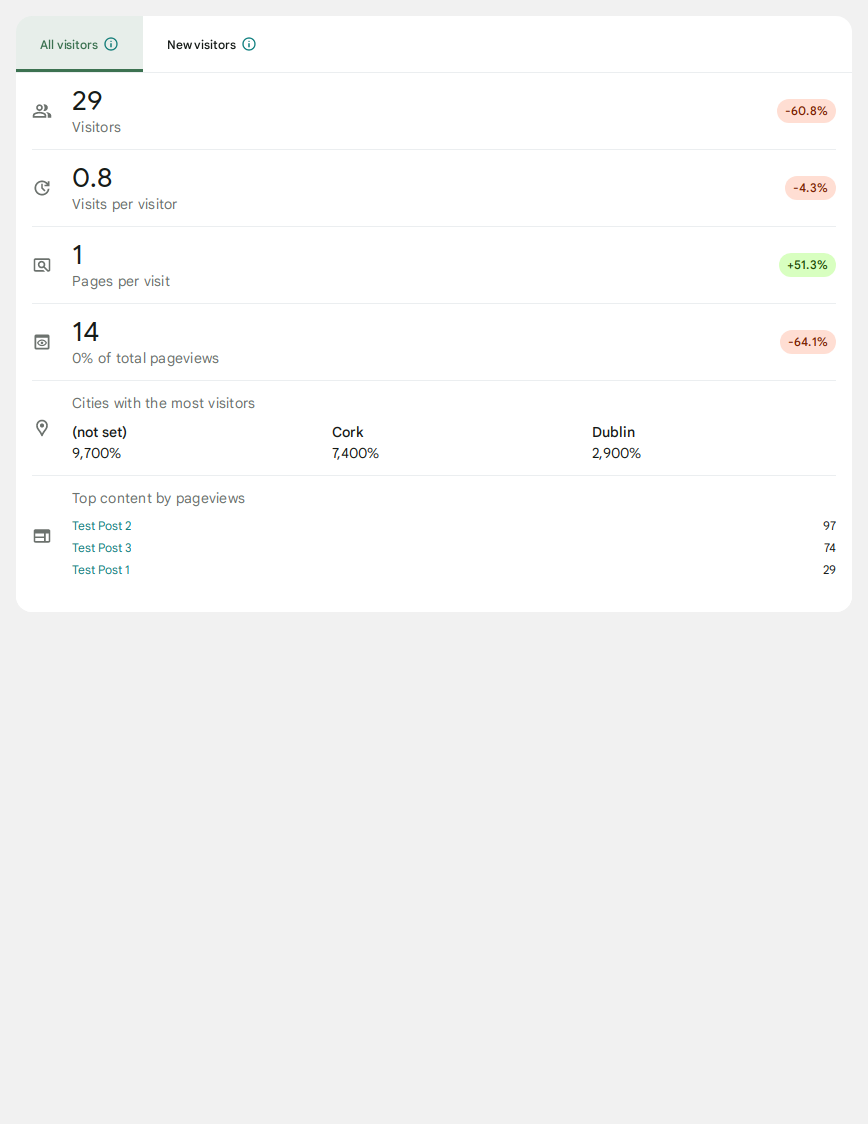 All visitors
New visitors
29
Visitors
-60.8%
0.8
Visits per visitor
-4.3%
1
Pages per visit
+51.3%
14
0% of total pageviews
-64.1%
Cities with the most visitors
(not set) Cork Dublin
9,700% 7,400% 2,900%
Top content by pageviews
Test Post 2 97
Test Post 3 74
Test Post 1 29